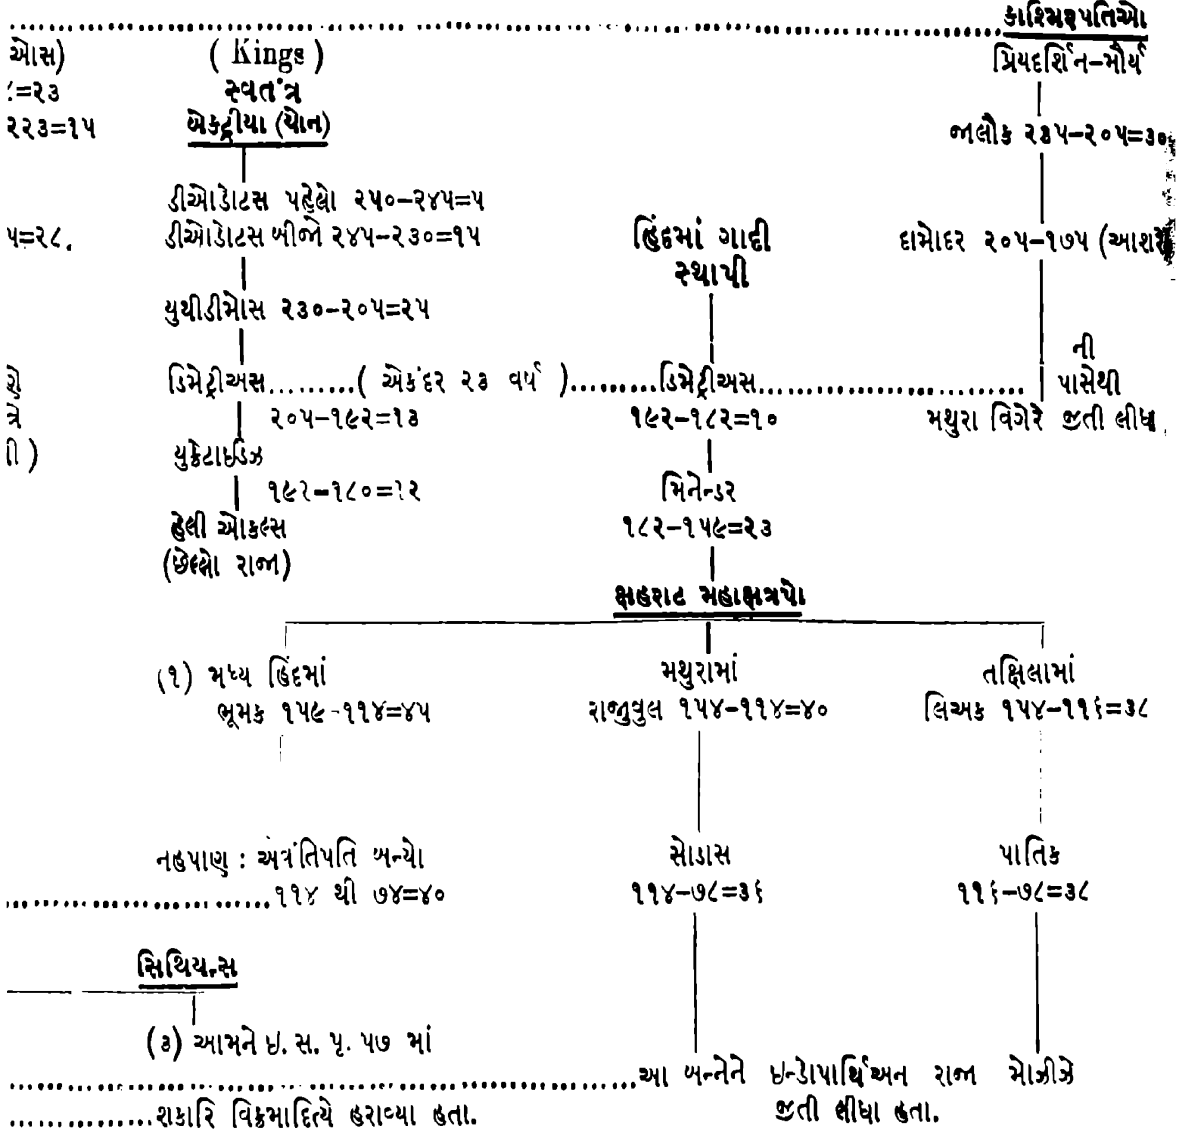 કાશ્મિરપતિઓ
ઓસ) ( Kings ) પ્રિયદર્શિન-મૌર્ય
=૨૩ સ્વતંત્ર
૨૨૩=૧૫ બેક્ટ્રીયા (યોન) જાલૌક ૨૩૫-૨૦૫=૩૦
ડીઓડોટસ પહેલો ૨૫૦-૨૪૫=૫
૫=૨૮. ડીઓડોટસ બીજો ૨૪૫-૨૩૦=૧૫ હિંદમાં ગાદી દામોદર ૨૦૫-૧૭૫ (આશરે
સ્થાપી
યુથીડીમોસ ૨૩૦-૨૦૫=૨૫
ની
ડિમેટ્રીઅસ.........( એકંદર ૨૩ વર્ષ ).........ડિમેટ્રીઅસ........................... પાસેથી
૨૦૫-૧૯૨=૧૩ ૧૯૨-૧૮૨=૧૦ મથુરા વિગેરે જીતી લીધા
યુક્રેટાઇડિઝ
૧૯૨-૧૮૦=૧૨ મિનેન્ડર
હેલી ઓકલ્સ ૧૮૨-૧૫૯=૨૩
(છેલ્લો રાજા)
ક્ષહરાટ મહાક્ષત્રપો
(૧) મધ્ય હિંદમાં મથુરામાં તક્ષિલામાં
ભૂમક ૧૫૯-૧૧૪=૪૫ રાજીવુલ ૧૫૪-૧૧૪=૪૦ લિઅક ૧૫૪-૧૧૬=૩૮
નહપાણ : અવંતિપતિ બન્યો સોડાસ પાતિક
..............................૧૧૪ થી ૭૪=૪૦ ૧૧૪-૭૮=૩૬ ૧૧૬-૭૮=૩૮
સિથિયન્સ
(૩) આમને ઇ. સ. પૂ. ૫૭ માં
......................................................................આ બન્નેને ઇન્ડોપાર્થિઅન રાજા મોઝીઝે
................શકારિ વિક્રમાદિત્યે હરાવ્યા હતા. જીતી લીધા હતા.